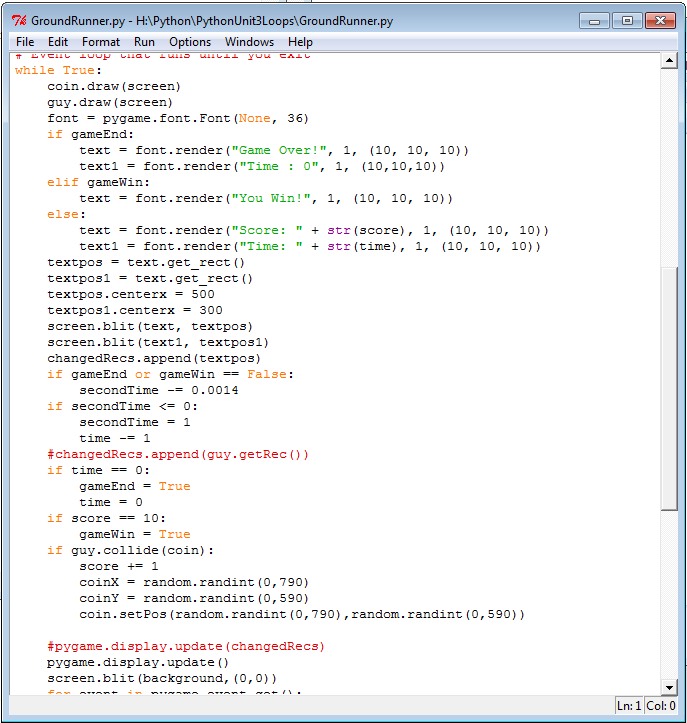 GroundRunner.py - H:\Python\PythonUnit3Loops\GroundRunner.py
File Edit Format Run Options Windows Help
# Event loop that runs until you exit
while True:
    coin.draw(screen)
    guy.draw(screen)
    font = pygame.font.Font(None, 36)
    if gameEnd:
        text = font.render("Game Over!", 1, (10, 10, 10))
        text1 = font.render("Time : 0", 1, (10,10,10))
    elif gameWin:
        text = font.render("You Win!", 1, (10, 10, 10))
    else:
        text = font.render("Score: " + str(score), 1, (10, 10, 10))
        text1 = font.render("Time: " + str(time), 1, (10, 10, 10))
    textpos = text.get_rect()
    textpos1 = text.get_rect()
    textpos.centerx = 500
    textpos1.centerx = 300
    screen.blit(text, textpos)
    screen.blit(text1, textpos1)
    changedRecs.append(textpos)
    if gameEnd or gameWin == False:
        secondTime -= 0.0014
    if secondTime <= 0:
        secondTime = 1
        time -= 1
    #changedRecs.append(guy.getRec())
    if time == 0:
        gameEnd = True
        time = 0
    if score == 10:
        gameWin = True
    if guy.collide(coin):
        score += 1
        coinX = random.randint(0,790)
        coinY = random.randint(0,590)
        coin.setPos(random.randint(0,790),random.randint(0,590))
    #pygame.display.update(changedRecs)
    pygame.display.update()
    screen.blit(background,(0,0))
    for event in pygame.event.get():
Ln: 1 Col: 0